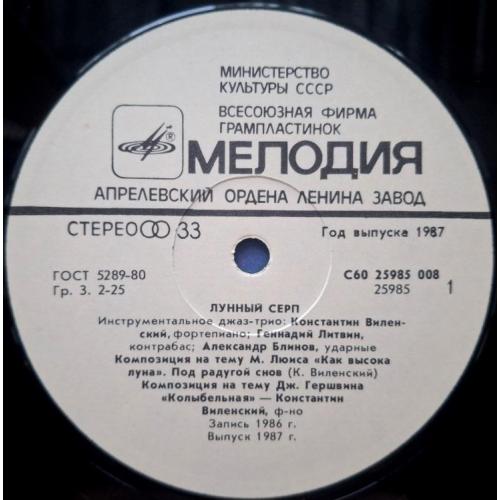 МИНИСТЕРСТВО
КУЛЬТУРЫ СССР
ВСЕСОЮЗНАЯ ФИРМА
ГРАМПЛАСТИНОК
®
МЕЛОДИЯ
АПРЕЛЕВСКИЙ ОРДЕНА ЛЕНИНА ЗАВОД
СТЕРЕО 33
Год выпуска 1987
ГОСТ 5289-80
Гр. 3. 2-25
С60 25985 008
25985 1
ЛУННЫЙ СЕРП
Инструментальное джаз-трио: Константин Вилен-
ский, фортепиано; Геннадий Литвин,
контрабас; Александр Блинов, ударные
Композиция на тему М. Люиса «Как высока
луна». Под радугой снов (К. Виленский)
Композиция на тему Дж. Гершвина
«Колыбельная» — Константин
Виленский, ф-но
Запись 1986 г.
Выпуск 1987 г.